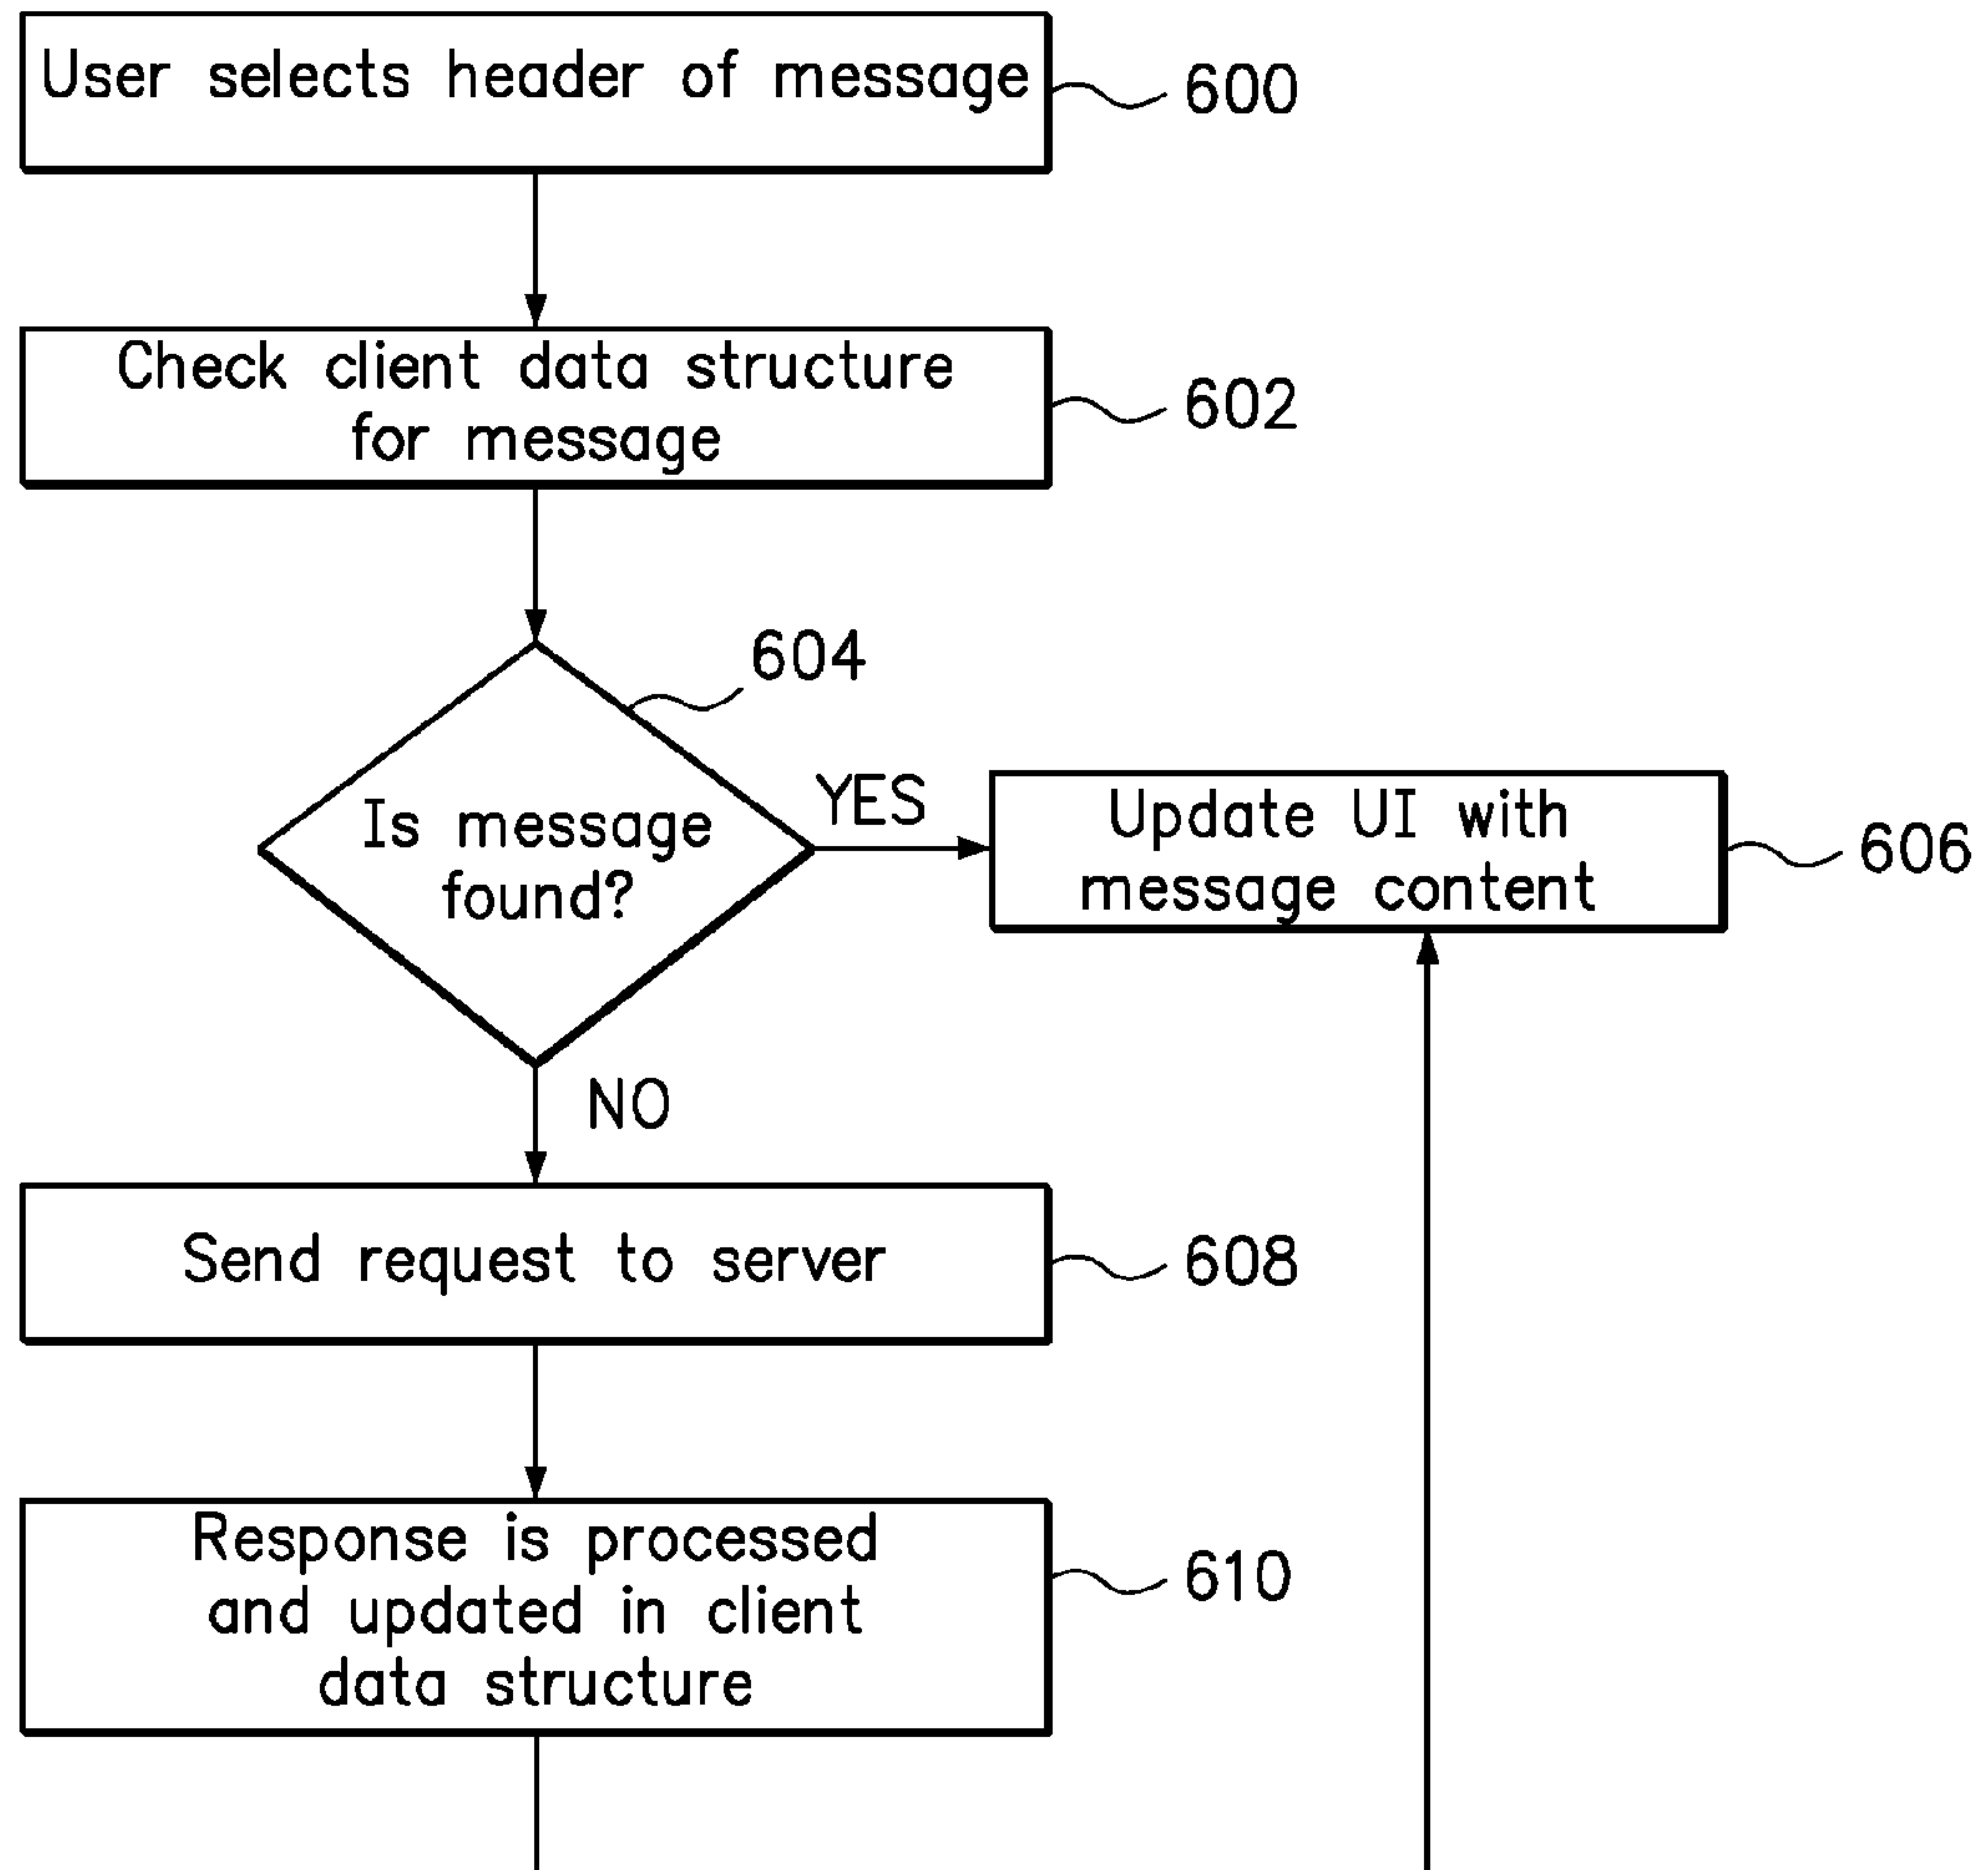 User selects header of message
600
Check client data structure
for message
602
604
Is message
found?
YES
Update UI with
message content
606
NO
Send request to server
608
Response is processed
and updated in client
data structure
610